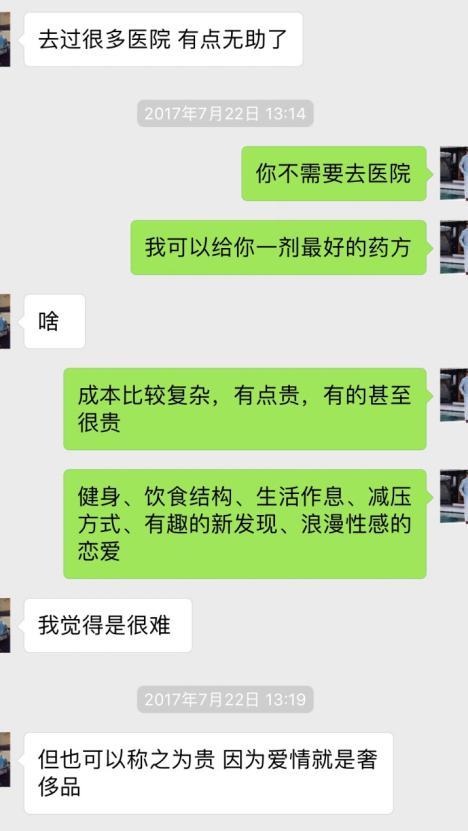 去过很多医院 有点无助了
2017年7月22日 13:14
你不需要去医院
我可以给你一剂最好的药方
啥
成本比较复杂，有点贵，有的甚至
很贵
健身、饮食结构、生活作息、减压
方式、有趣的新发现、浪漫性感的
恋爱
我觉得是很难
2017年7月22日 13:19
但也可以称之为贵 因为爱情就是奢
侈品